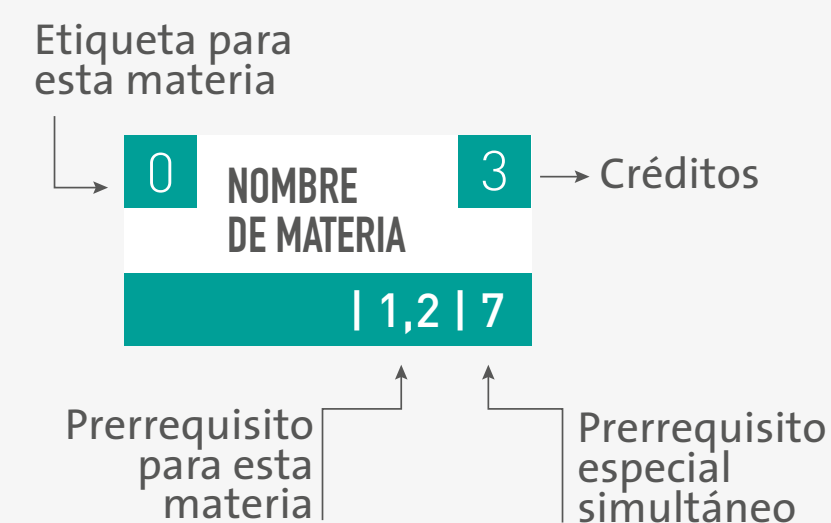 Etiqueta para
esta materia
0
NOMBRE
DE MATERIA
3
Créditos
| 1,2 | 7
Prerrequisito
para esta
materia
Prerrequisito
especial
simultáneo